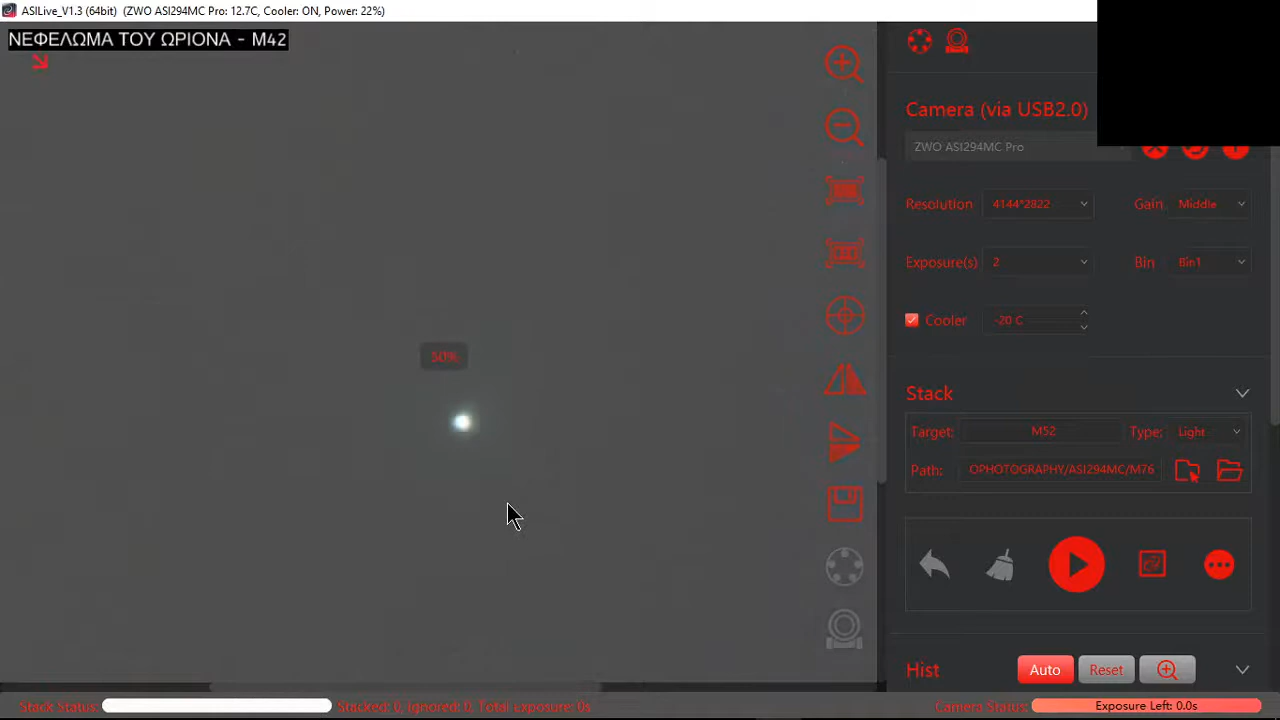 ASILive_V1.3 (64bit) (ZWO ASI294MC Pro: 12.7C, Cooler: ON, Power: 22%)
ΝΕΦΕΛΩΜΑ ΤΟΥ ΩΡΙΟΝΑ - M42
Camera (via USB2.0)
ZWO ASI294MC Pro
Resolution 4144*2822 Gain Middle
Exposure(s) 2 Bin Bin1
Cooler -20 C
50%
Stack
Target: M52 Type: Light
Path: OPHOTOGRAPHY/ASI294MC/M76
Hist Auto Reset
Stack Status: Stacked: 0, Ignored: 0, Total Exposure: 0s Camera Status: Exposure Left: 0.0s